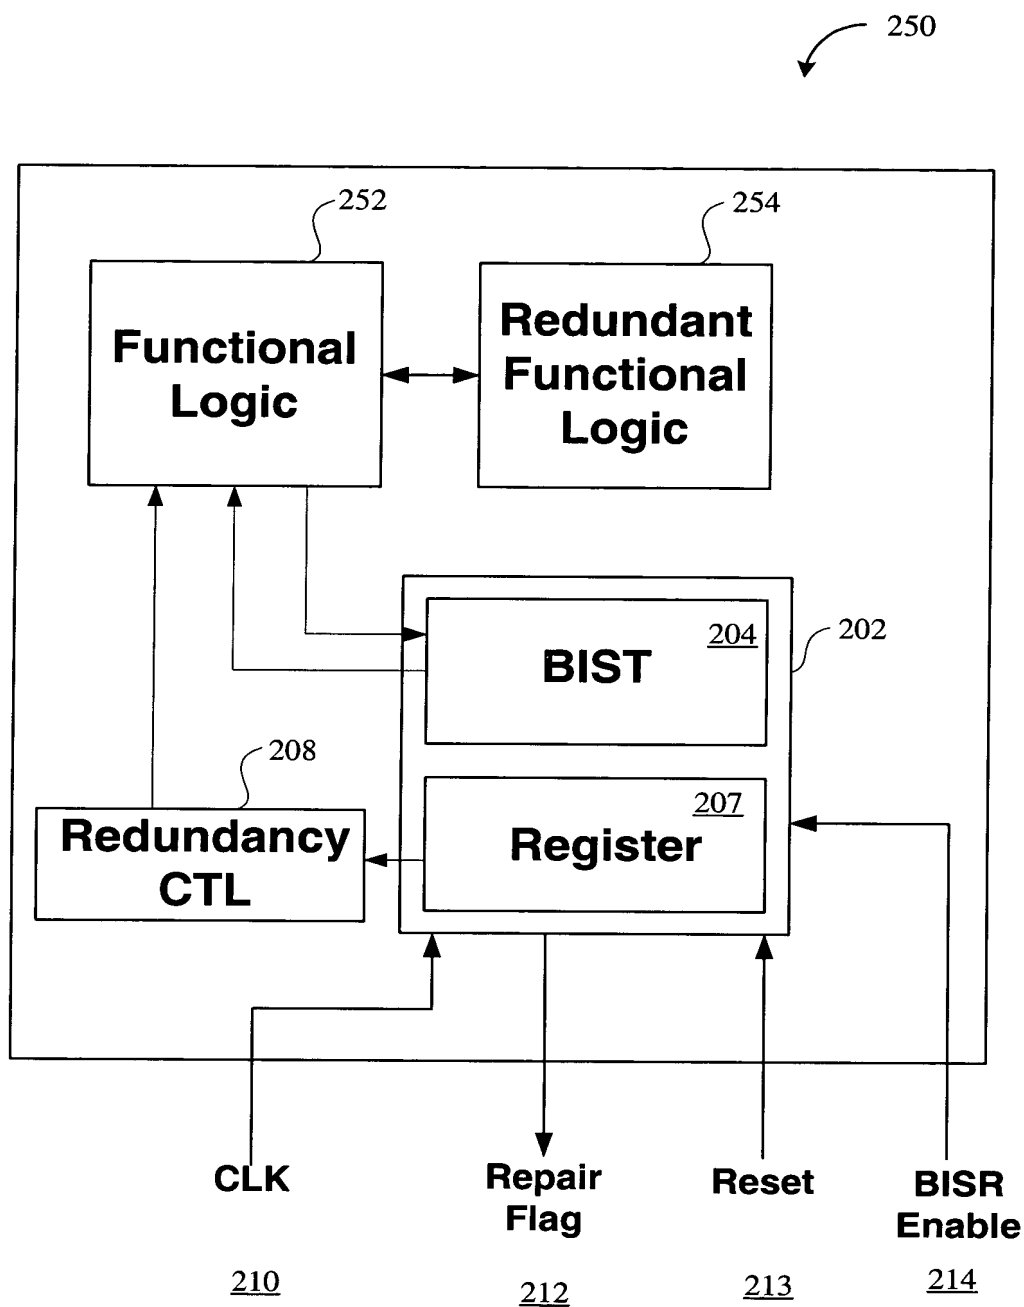 250
252
254
Functional
Logic
Redundant
Functional
Logic
204
BIST
202
208
207
Register
Redundancy
CTL
CLK
Repair
Flag
Reset
BISR
Enable
210
212
213
214